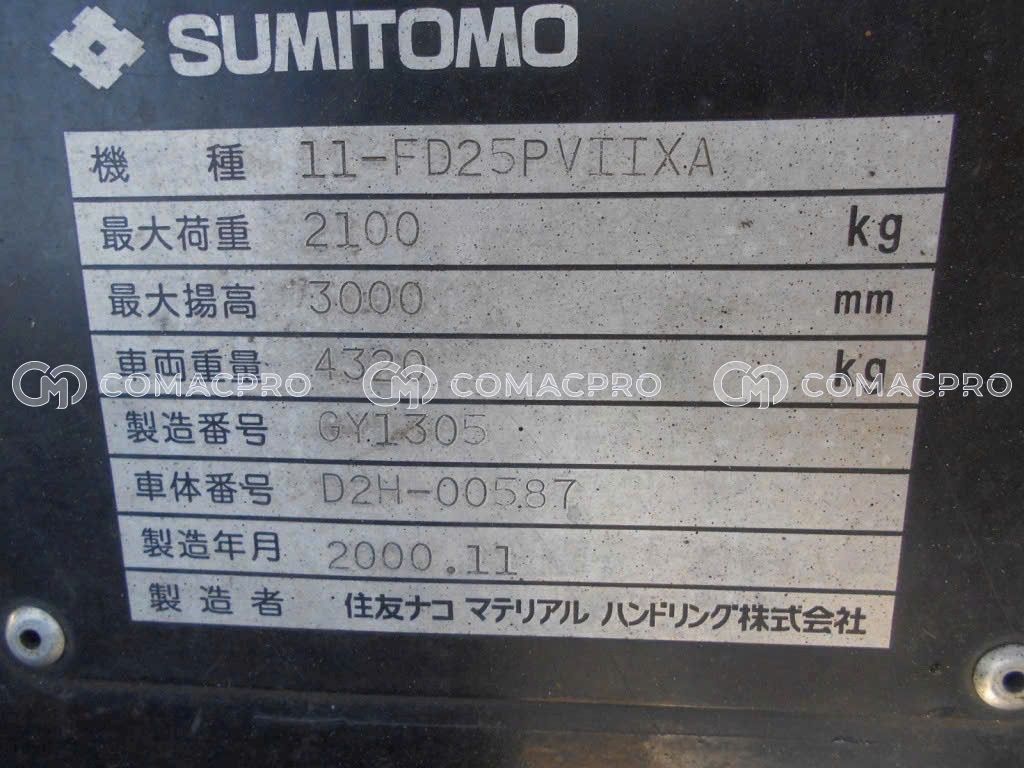 SUMITOMO
機種 11-FD25PVIIXA
最大荷重 2100 kg
最大揚高 3000 mm
車両重量 4320 kg
COMACPRO COMACPRO COMACPRO
製造番号 GY1305
車体番号 D2H-00587
製造年月 2000.11
製造者 住友ナコ マテリアル ハンドリング株式会社